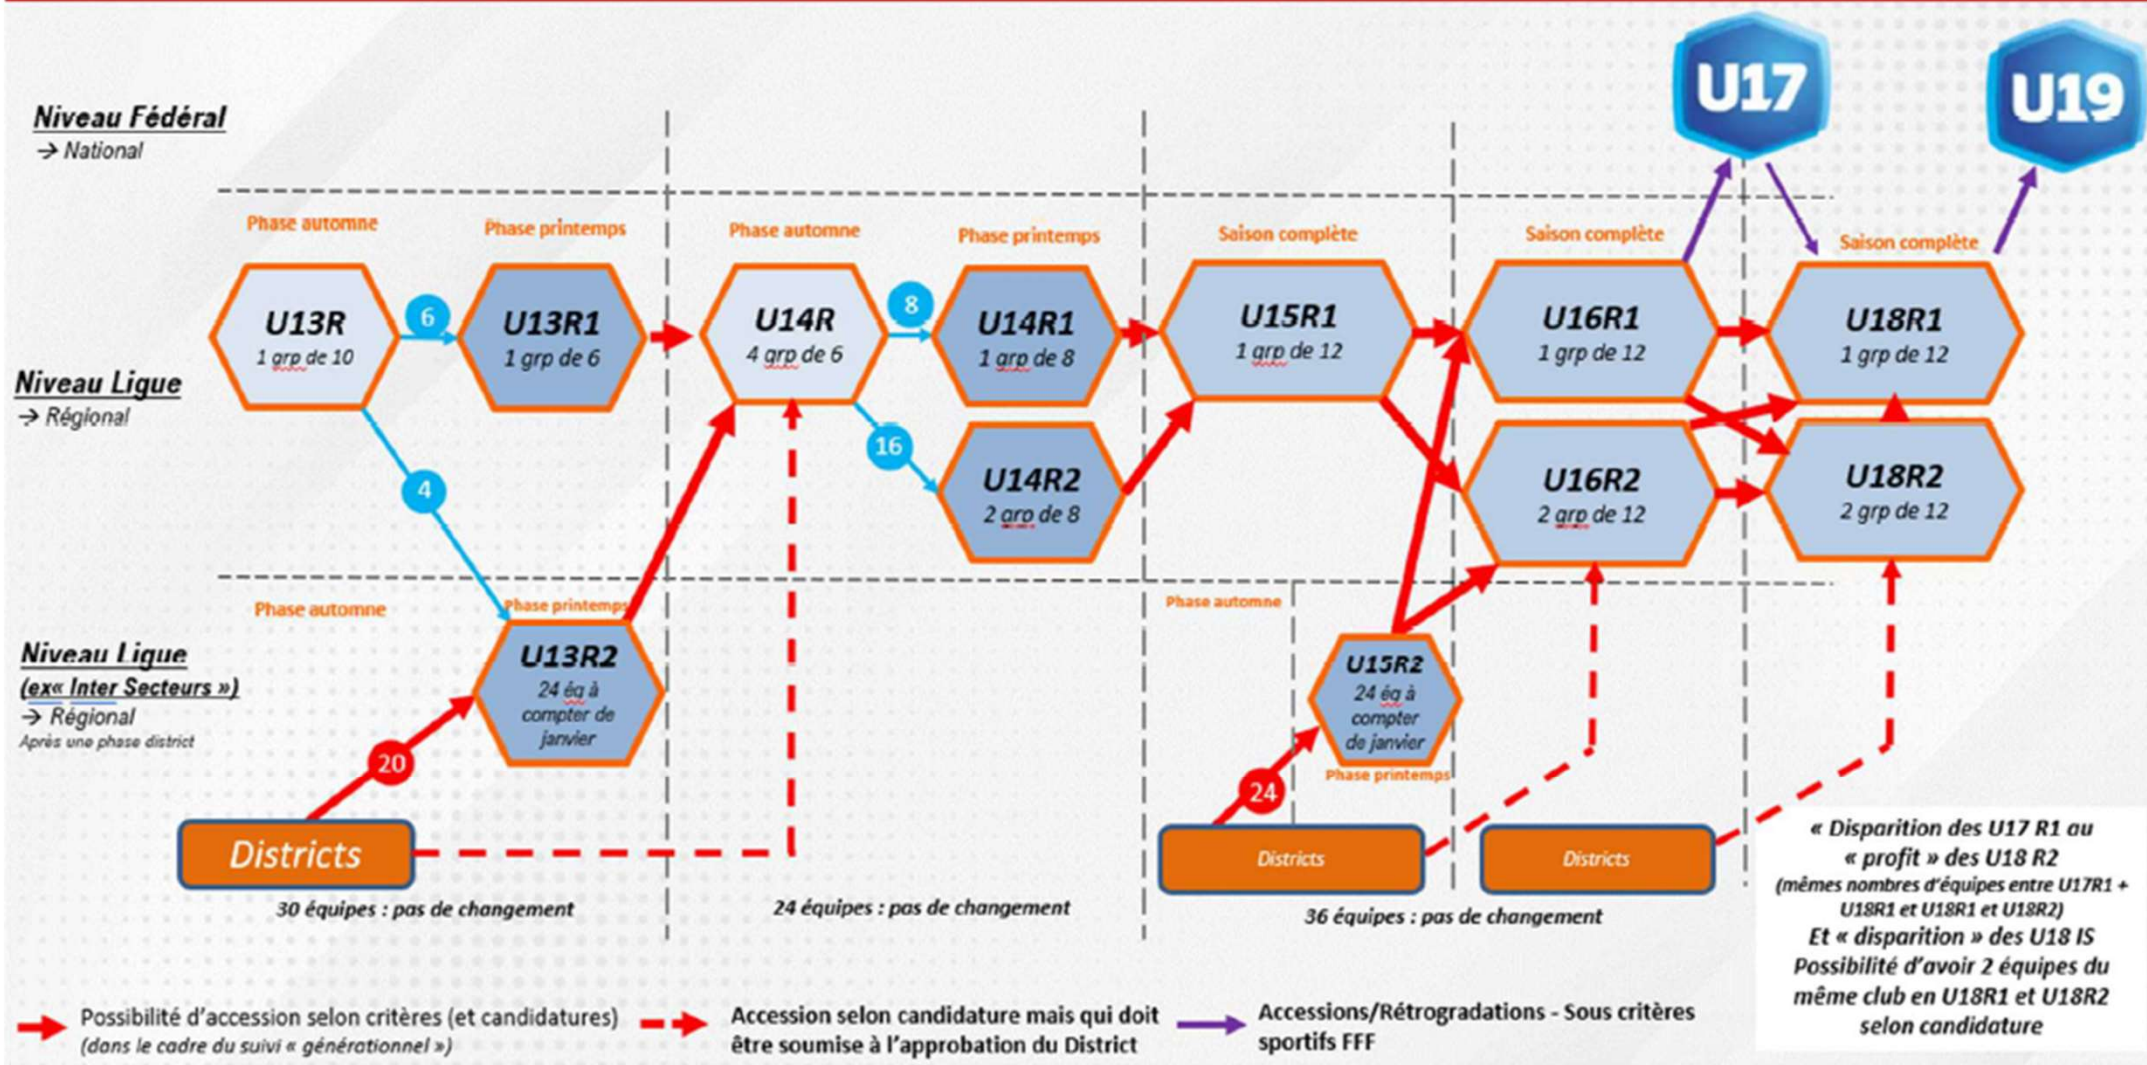 U17
U19
Niveau Fédéral
→ National
Phase automne
Phase printemps
Phase automne
Phase printemps
Saison complète
Saison complète
Saison complète
U13R
1 grp de 10
6
U13R1
1 grp de 6
U14R
4 grp de 6
8
U14R1
1 grp de 8
U15R1
1 grp de 12
U16R1
1 grp de 12
U18R1
1 grp de 12
Niveau Ligue
→ Régional
4
16
U14R2
2 grp de 8
U16R2
2 grp de 12
U18R2
2 grp de 12
Phase automne
Phase printemps
Phase automne
Niveau Ligue
(ex« Inter Secteurs »)
→ Régional
Après une phase district
U13R2
24 éq à
compter de
janvier
U15R2
24 éq à
compter
de janvier
Phase printemps
20
24
Districts
Districts
Districts
30 équipes : pas de changement
24 équipes : pas de changement
36 équipes : pas de changement
« Disparition des U17 R1 au
« profit » des U18 R2
(mêmes nombres d'équipes entre U17R1 +
U18R1 et U18R1 et U18R2)
Et « disparition » des U18 IS
Possibilité d'avoir 2 équipes du
même club en U18R1 et U18R2
selon candidature
Possibilité d'accession selon critères (et candidatures)
(dans le cadre du suivi « générationnel »)
Accession selon candidature mais qui doit
être soumise à l'approbation du District
Accessions/Rétrogradations - Sous critères
sportifs FFF